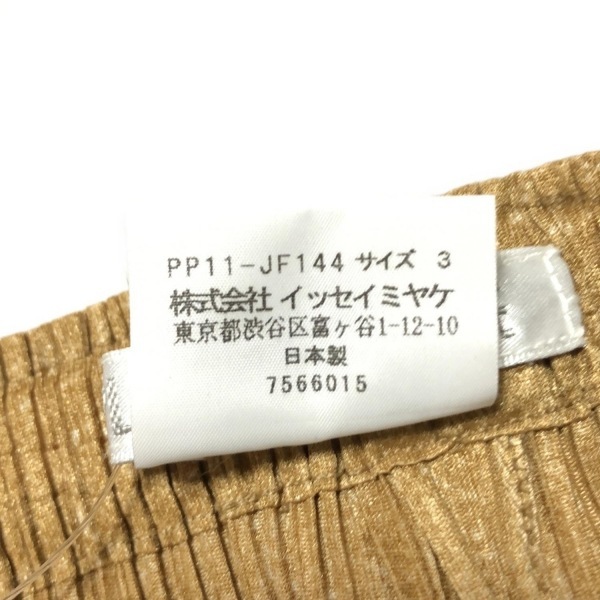 PP11-JF144 サイズ 3
株式会社 イッセイミヤケ
東京都渋谷区富ヶ谷1-12-10
日本製
7566015